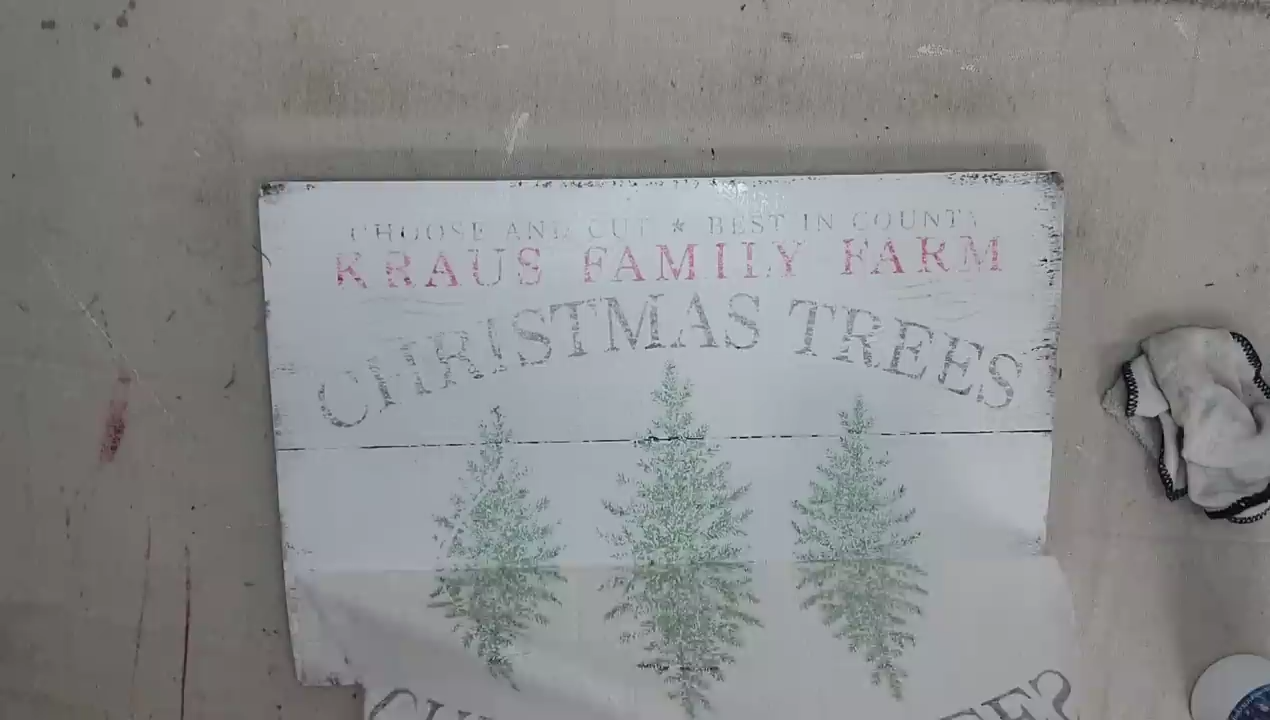 CHOOSE AND CUT ★ BEST IN COUNTY
KRAUS FAMILY FARM
CHRISTMAS TREES